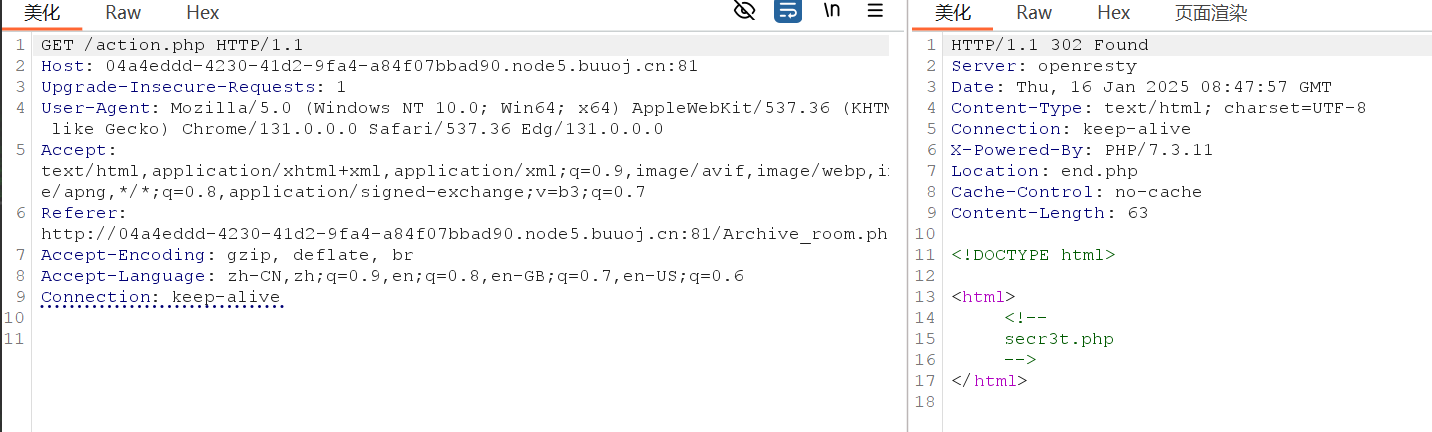 美化 Raw Hex \n
1 GET /action.php HTTP/1.1
2 Host: 04a4eddd-4230-41d2-9fa4-a84f07bbad90.node5.buuoj.cn:81
3 Upgrade-Insecure-Requests: 1
4 User-Agent: Mozilla/5.0 (Windows NT 10.0; Win64; x64) AppleWebKit/537.36 (KHTM
like Gecko) Chrome/131.0.0.0 Safari/537.36 Edg/131.0.0.0
5 Accept:
text/html,application/xhtml+xml,application/xml;q=0.9,image/avif,image/webp,i
e/apng,*/*;q=0.8,application/signed-exchange;v=b3;q=0.7
6 Referer:
http://04a4eddd-4230-41d2-9fa4-a84f07bbad90.node5.buuoj.cn:81/Archive_room.ph
7 Accept-Encoding: gzip, deflate, br
8 Accept-Language: zh-CN,zh;q=0.9,en;q=0.8,en-GB;q=0.7,en-US;q=0.6
9 Connection: keep-alive
10
11
美化 Raw Hex 页面渲染
1 HTTP/1.1 302 Found
2 Server: openresty
3 Date: Thu, 16 Jan 2025 08:47:57 GMT
4 Content-Type: text/html; charset=UTF-8
5 Connection: keep-alive
6 X-Powered-By: PHP/7.3.11
7 Location: end.php
8 Cache-Control: no-cache
9 Content-Length: 63
10
11 <!DOCTYPE html>
12
13 <html>
14 <!--
15 secr3t.php
16 -->
17 </html>
18